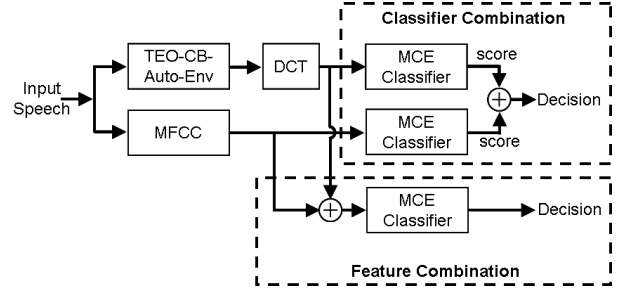 Classifier Combination
TEO-CB-
Auto-Env
DCT
MCE
Classifier
score
Input
Speech
+
Decision
MFCC
MCE
Classifier
score
+
MCE
Classifier
Decision
Feature Combination